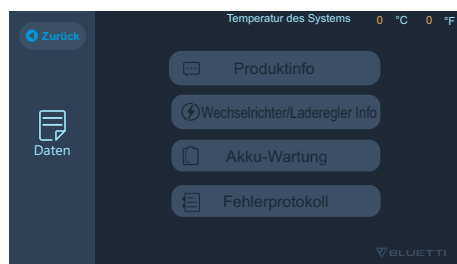 Temperatur des Systems 0 °C 0 °F
Zurück
Produktinfo
Wechselrichter/Laderegler Info
Daten
Akku-Wartung
Fehlerprotokoll
BLUETTI